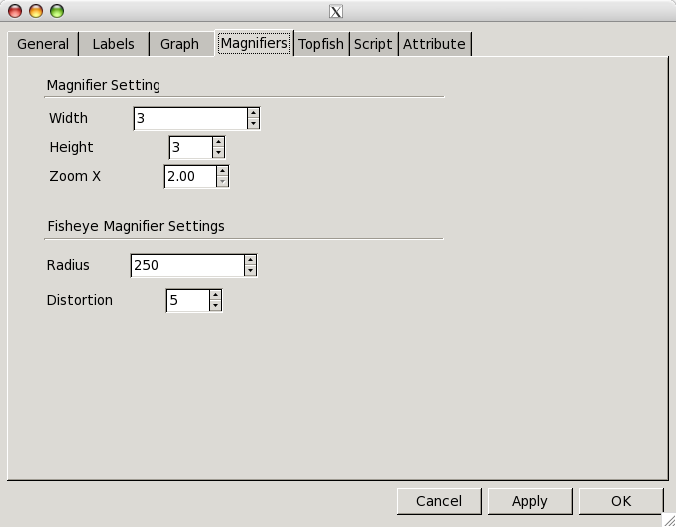 X
General Labels Graph Magnifiers Topfish Script Attribute
Magnifier Setting
Width 3
Height 3
Zoom X 2.00
Fisheye Magnifier Settings
Radius 250
Distortion 5
Cancel Apply OK